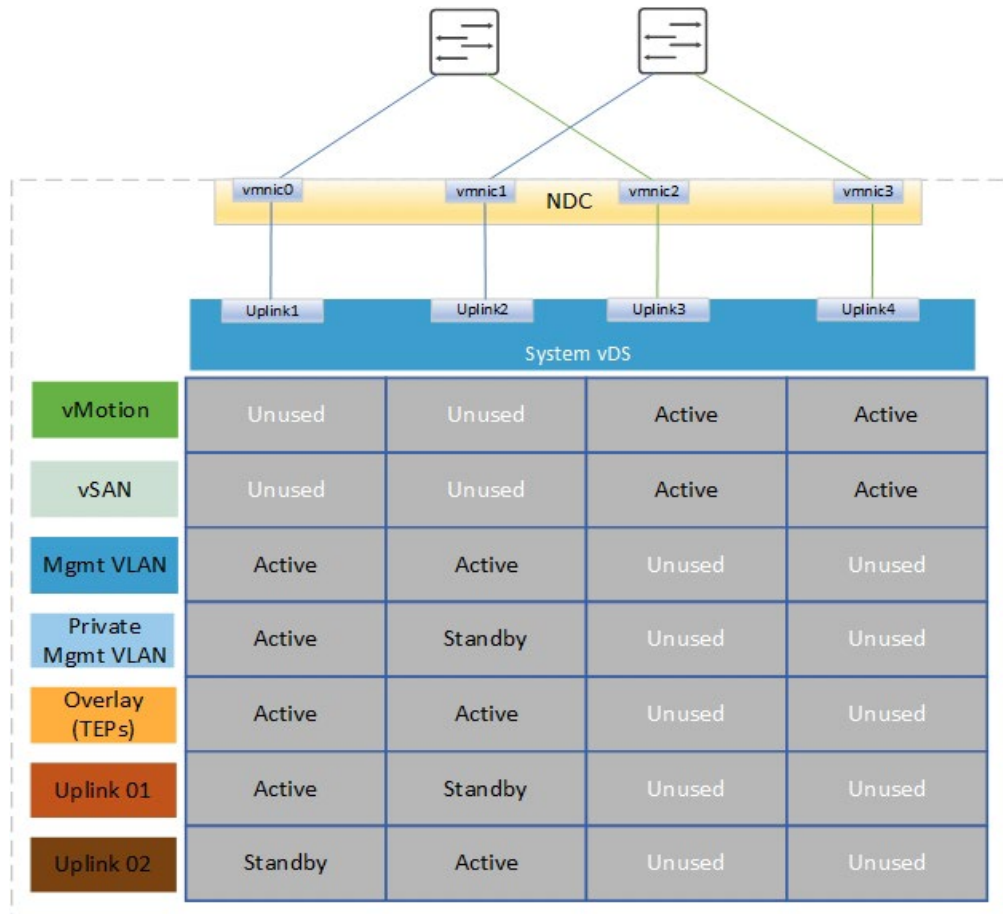 vmnic0
vmnic1
NDC
vmnic2
vmnic3
Uplink1
Uplink2
Uplink3
Uplink4
System vDS
vMotion
Unused
Unused
Active
Active
vSAN
Unused
Unused
Active
Active
Mgmt VLAN
Active
Active
Unused
Unused
Private
Mgmt VLAN
Active
Standby
Unused
Unused
Overlay
(TEPs)
Active
Active
Unused
Unused
Uplink 01
Active
Standby
Unused
Unused
Uplink 02
Standby
Active
Unused
Unused